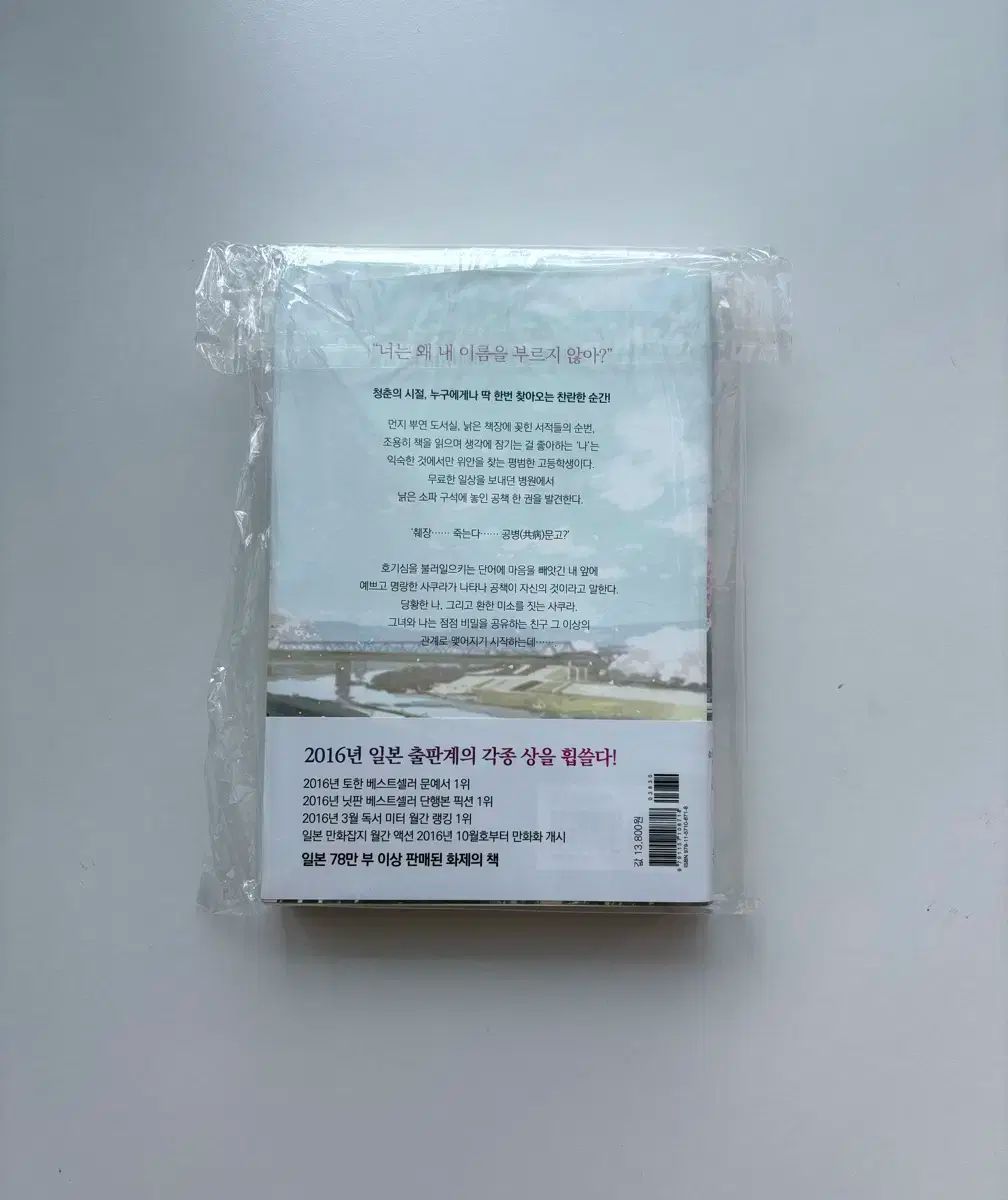 “너는 왜 내 이름을 부르지 않아?”
청춘의 시절, 누구에게나 딱 한번 찾아오는 찬란한 순간!
먼지 뿌연 도서실, 낡은 책장에 꽂힌 서적들의 순번,
조용히 책을 읽으며 생각에 잠기는 걸 좋아하는 ‘나’는
익숙한 것에서만 위안을 찾는 평범한 고등학생이다.
무료한 일상을 보내던 병원에서
낡은 소파 구석에 놓인 공책 한 권을 발견한다.
‘췌장…… 죽는다…… 공병(共病)문고?’
호기심을 불러일으키는 단어에 마음을 빼앗긴 내 앞에
예쁘고 명랑한 사쿠라가 나타나 공책이 자신의 것이라고 말한다.
당황한 나, 그리고 환한 미소를 짓는 사쿠라.
그녀와 나는 점점 비밀을 공유하는 친구 그 이상의
관계로 맺어지기 시작하는데……
2016년 일본 출판계의 각종 상을 휩쓸다!
2016년 토한 베스트셀러 문예서 1위
2016년 닛판 베스트셀러 단행본 픽션 1위
2016년 3월 독서 미터 월간 랭킹 1위
일본 만화잡지 월간 액션 2016년 10월호부터 만화화 개시
일본 78만 부 이상 판매된 화제의 책
값 13,800원
03830
9 791157 106718
ISBN 979-11-5710-671-8